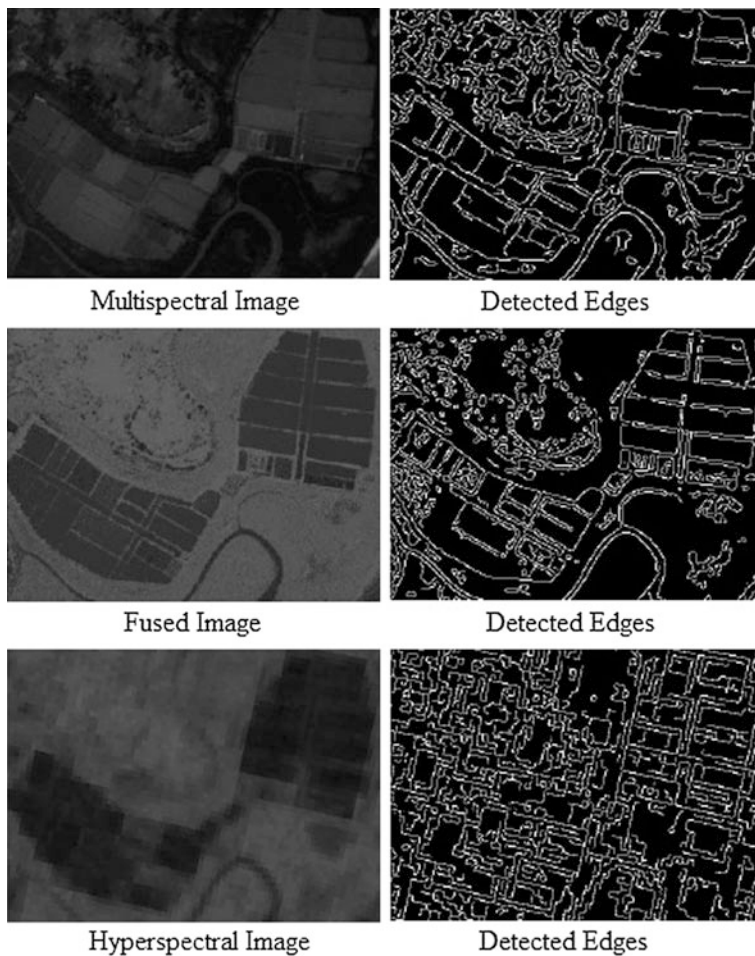 Multispectral Image
Detected Edges
Fused Image
Detected Edges
Hyperspectral Image
Detected Edges